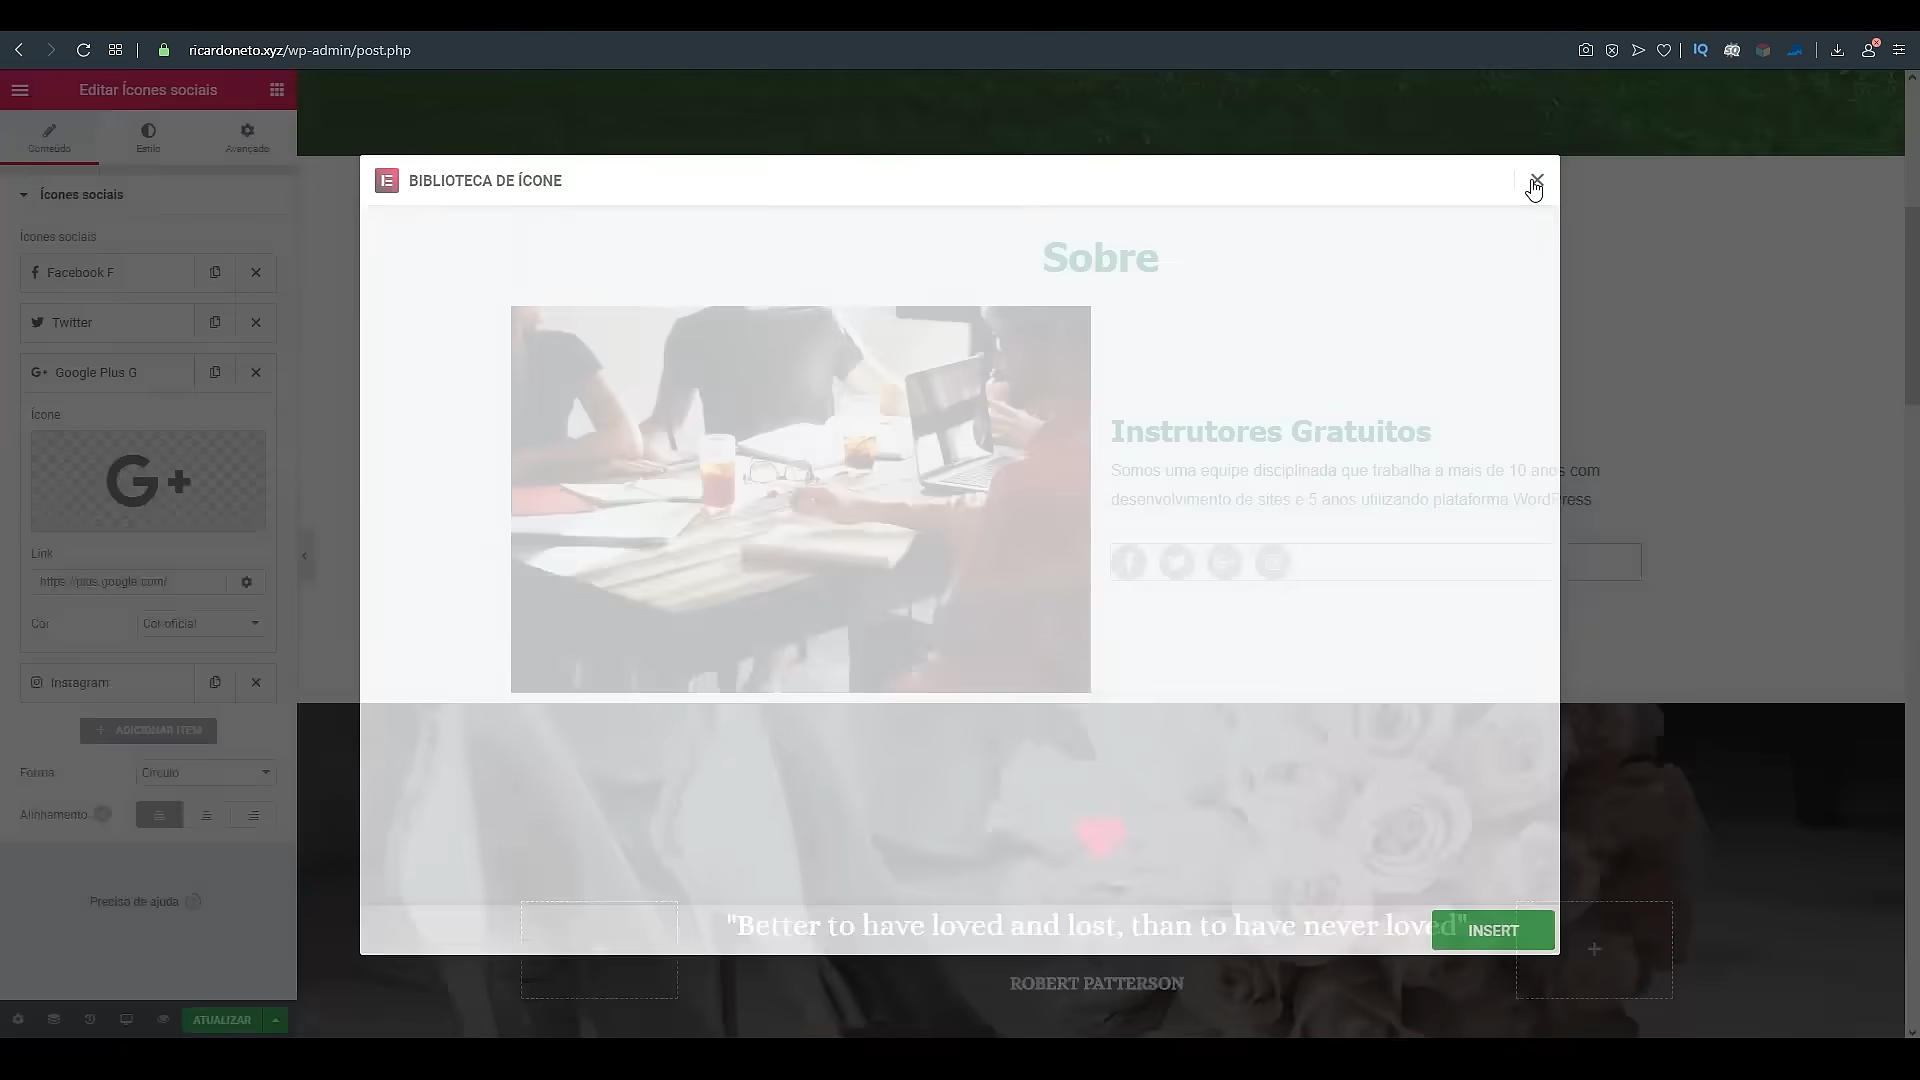 ricardoneto.xyz/wp-admin/post.php
IQ
Editar Ícones sociais
Conteúdo
Estilo
Avançado
Ícones sociais
Ícones sociais
Facebook F
Twitter
Google Plus G
Ícone
G+
Link
https://plus.google.com/
Cor
Cor oficial
Instagram
ADICIONAR ITEM
Forma
Círculo
Alinhamento
Precisa de ajuda
ATUALIZAR
BIBLIOTECA DE ÍCONE
Sobre
Instrutores Gratuitos
Somos uma equipe disciplinada que trabalha a mais de 10 anos com
desenvolvimento de sites e 5 anos utilizando plataforma WordPress
"Better to have loved and lost, than to have never loved"
INSERT
ROBERT PATTERSON